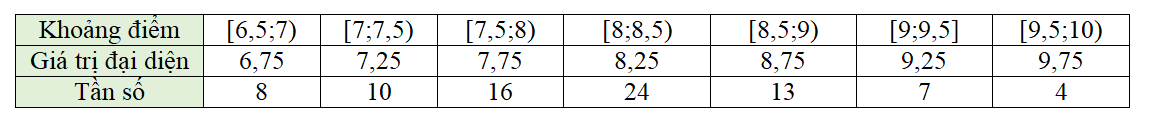 Khoảng điểm [6,5;7) [7;7,5) [7,5;8) [8;8,5) [8,5;9) [9;9,5] [9,5;10)
Giá trị đại diện 6,75 7,25 7,75 8,25 8,75 9,25 9,75
Tần số 8 10 16 24 13 7 4